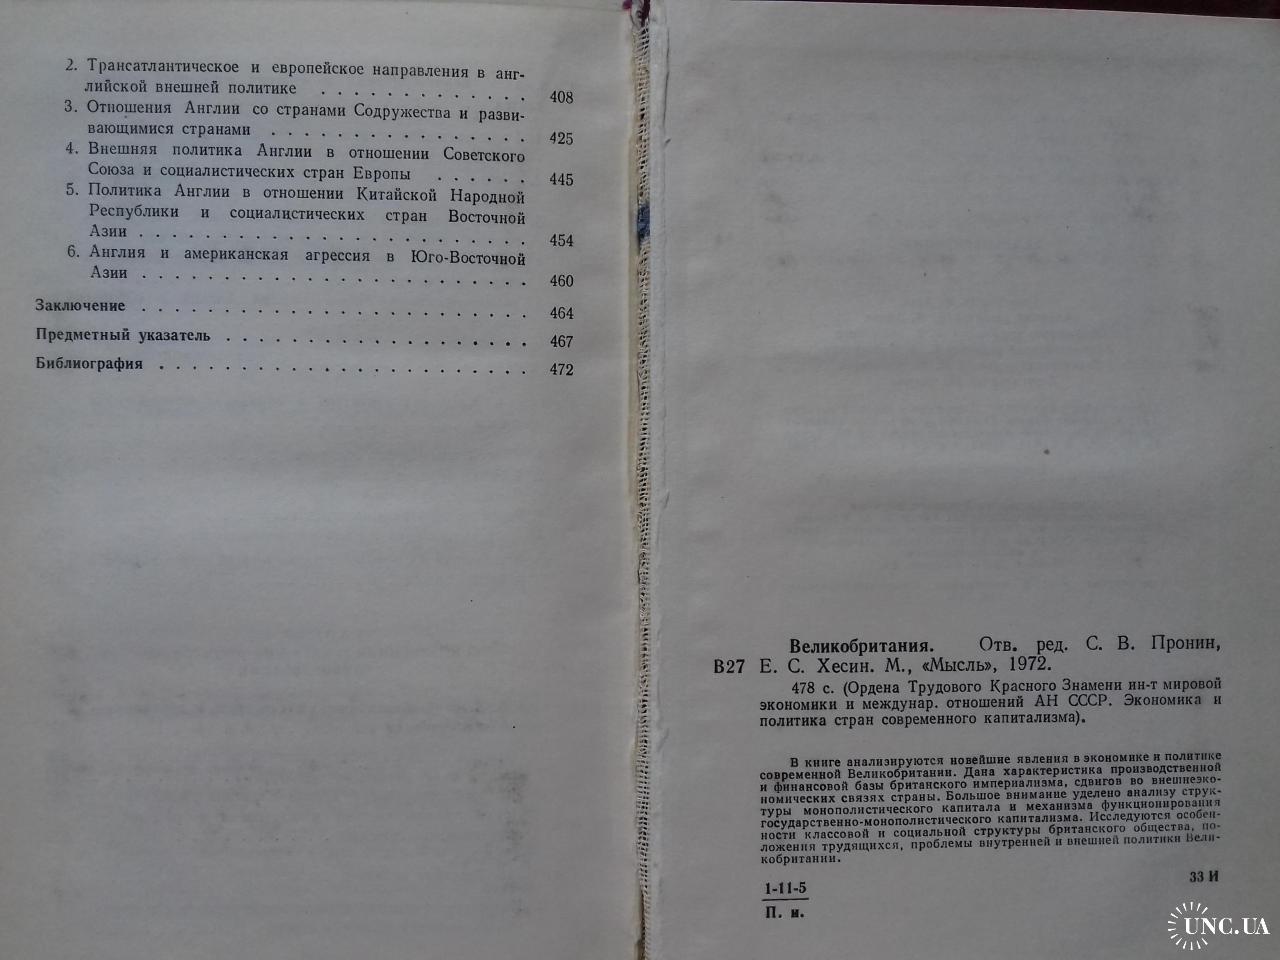 2. Трансатлантическое и европейское направления в анг-
лийской внешней политике . . . . . . . . . . . . . 408
3. Отношения Англии со странами Содружества и разви-
вающимися странами . . . . . . . . . . . . . . . . 425
4. Внешняя политика Англии в отношении Советского
Союза и социалистических стран Европы . . . . . . 445
5. Политика Англии в отношении Китайской Народной
Республики и социалистических стран Восточной
Азии . . . . . . . . . . . . . . . . . . . . . . . 454
6. Англия и американская агрессия в Юго-Восточной
Азии . . . . . . . . . . . . . . . . . . . . . . . 460
Заключение . . . . . . . . . . . . . . . . . . . . . 464
Предметный указатель . . . . . . . . . . . . . . . . 467
Библиография . . . . . . . . . . . . . . . . . . . . 472
Великобритания. Отв. ред. С. В. Пронин,
В27 Е. С. Хесин. М., «Мысль», 1972.
478 с. (Ордена Трудового Красного Знамени ин-т мировой
экономики и междунар. отношений АН СССР. Экономика и
политика стран современного капитализма).
В книге анализируются новейшие явления в экономике и политике
современной Великобритании. Дана характеристика производственной
и финансовой базы британского империализма, сдвигов во внешнеэко-
номических связях страны. Большое внимание уделено анализу струк-
туры монополистического капитала и механизма функционирования
государственно-монополистического капитализма. Исследуются особен-
ности классовой и социальной структуры британского общества, по-
ложения трудящихся, проблемы внутренней и внешней политики Вели-
кобритании.
1-11-5
П. и.
33 И
UNC.UA